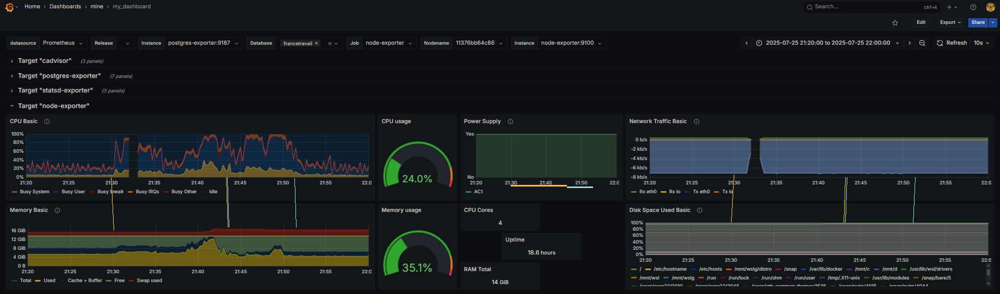 Home › Dashboards › mine › my_dashboard
Search... ctrl+k
Edit Export Share
datasource Prometheus Release Instance postgres-exporter:9187 Database francetravail × × Job node-exporter Nodename 11376bb64c86 Instance node-exporter:9100
2025-07-25 21:20:00 to 2025-07-25 22:00:00 Refresh 10s
Target "cadvisor" (3 panels)
Target "postgres-exporter" (7 panels)
Target "statsd-exporter" (3 panels)
Target "node-exporter"
CPU Basic
100%
80%
60%
40%
20%
0%
21:20 21:25 21:30 21:35 21:40 21:45 21:50 21:55 22:0
Busy System Busy User Busy Iowait Busy IRQs Busy Other Idle
CPU usage
24.0%
Power Supply
Yes
No
21:20 21:30 21:40 21:50 22:0
AC1
Network Traffic Basic
0 b/s
-2 kb/s
-4 kb/s
-6 kb/s
-8 kb/s
21:20 21:25 21:30 21:35 21:40 21:45 21:50 21:55 22:0
Rx eth0 Rx lo Tx eth0 Tx lo
Memory Basic
16 GiB
12 GiB
8 GiB
4 GiB
0 B
21:20 21:25 21:30 21:35 21:40 21:45 21:50 21:55 22:0
Total Used Cache + Buffer Free Swap used
Memory usage
35.1%
CPU Cores
4
Uptime
18.6 hours
RAM Total
14 GiB
Disk Space Used Basic
100%
80%
60%
40%
20%
0%
21:20 21:25 21:30 21:35 21:40 21:45 21:50 21:55 22:0
/ /etc/hostname /etc/hosts /mnt/wslg/distro /snap /var/lib/docker /mnt/c /mnt/d /usr/lib/wsl/drivers
/mnt/wsl /mnt/wslg /run /run/lock /run/shm /run/user /tmp/.X11-unix /usr/lib/modules /snap/bare/5